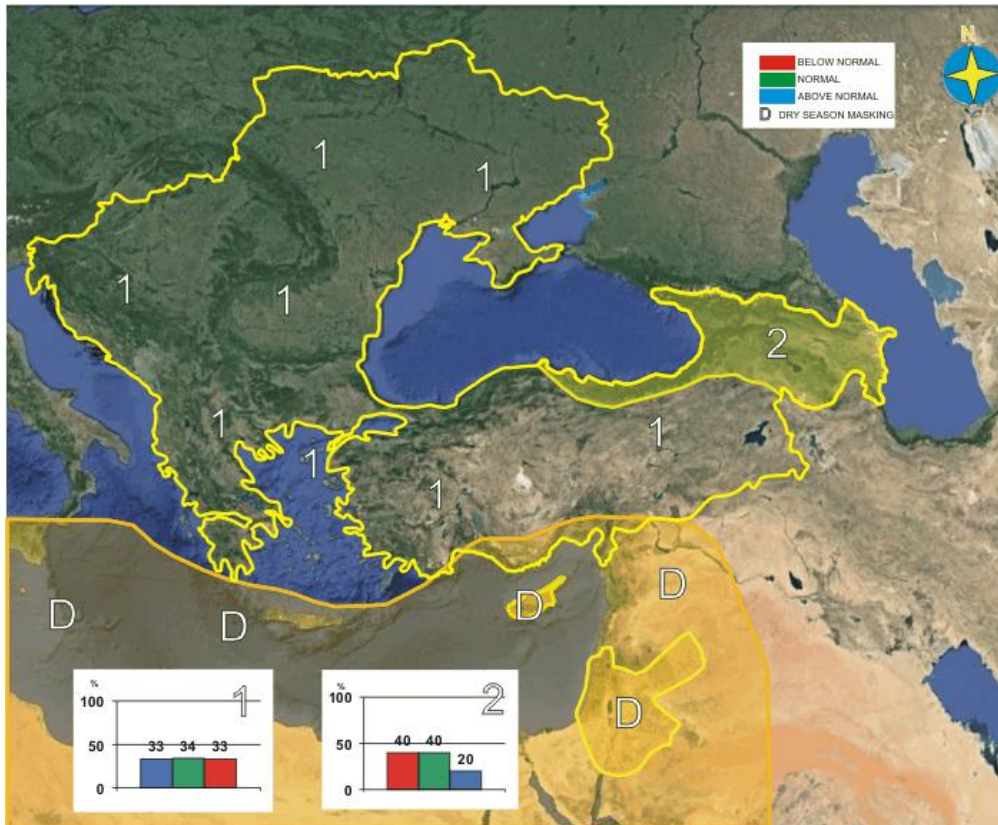 N
BELOW NORMAL
NORMAL
ABOVE NORMAL
D DRY SEASON MASKING
1
1
1
1
2
1
1
1
1
D
D
D
D
D
1
%
100
50
0
33 34 33
2
%
100
50
0
40 40 20